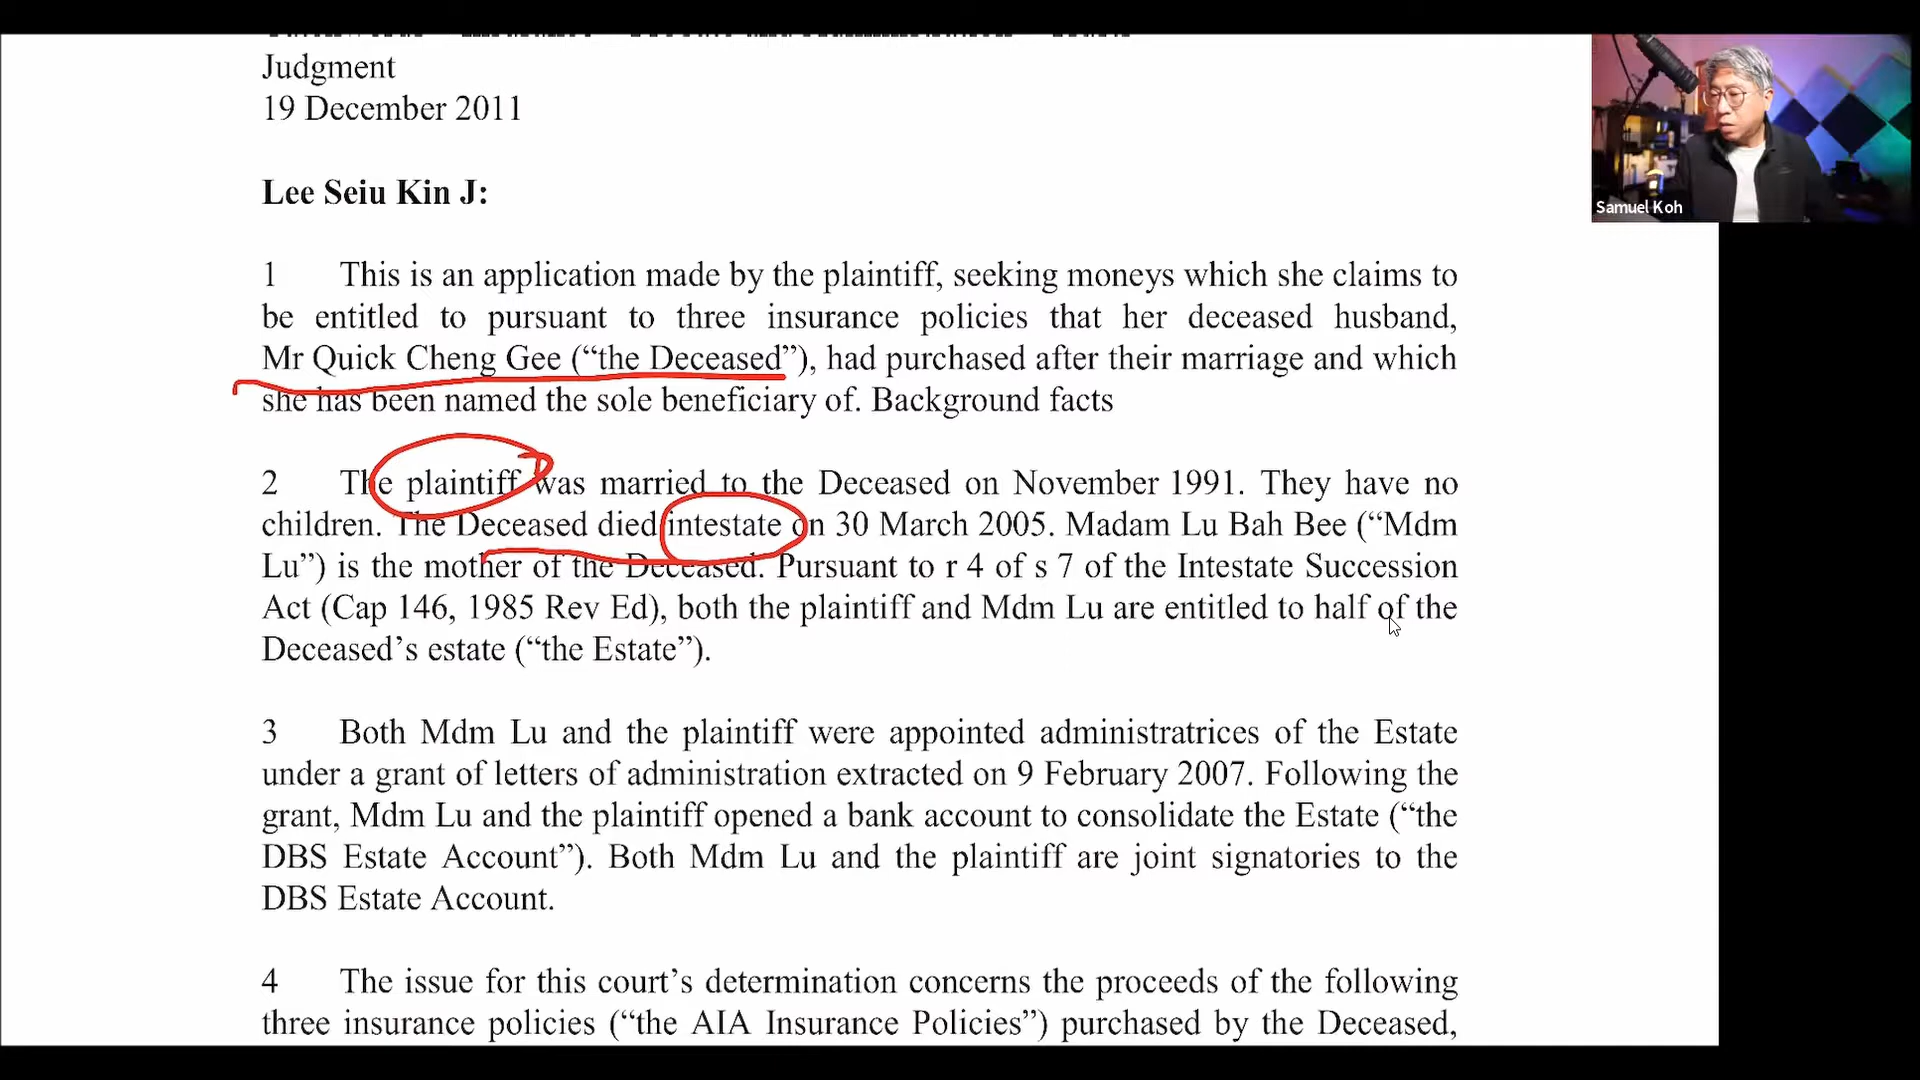 Judgment
19 December 2011
Lee Seiu Kin J:
1 This is an application made by the plaintiff, seeking moneys which she claims to
be entitled to pursuant to three insurance policies that her deceased husband,
Mr Quick Cheng Gee (“the Deceased”), had purchased after their marriage and which
she has been named the sole beneficiary of. Background facts
2 The plaintiff was married to the Deceased on November 1991. They have no
children. The Deceased died intestate on 30 March 2005. Madam Lu Bah Bee (“Mdm
Lu”) is the mother of the Deceased. Pursuant to r 4 of s 7 of the Intestate Succession
Act (Cap 146, 1985 Rev Ed), both the plaintiff and Mdm Lu are entitled to half of the
Deceased’s estate (“the Estate”).
3 Both Mdm Lu and the plaintiff were appointed administratrices of the Estate
under a grant of letters of administration extracted on 9 February 2007. Following the
grant, Mdm Lu and the plaintiff opened a bank account to consolidate the Estate (“the
DBS Estate Account”). Both Mdm Lu and the plaintiff are joint signatories to the
DBS Estate Account.
4 The issue for this court’s determination concerns the proceeds of the following
three insurance policies (“the AIA Insurance Policies”) purchased by the Deceased,
Samuel Koh